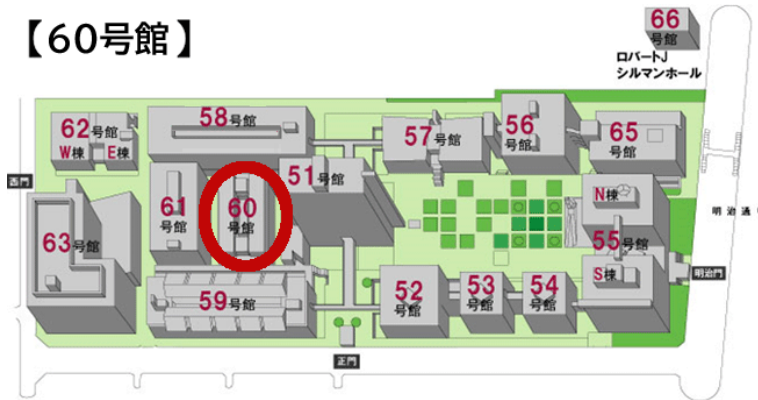 【60号館】
66
号館
ロバートJ
シルマンホール
62号館
W棟 E棟
58号館
57号館
56
号館
65
号館
西門
51号館
61
号館
60
号館
63号館
N棟
55号館
S棟
明治通り
明治門
59号館
52
号館
53
号館
54
号館
正門